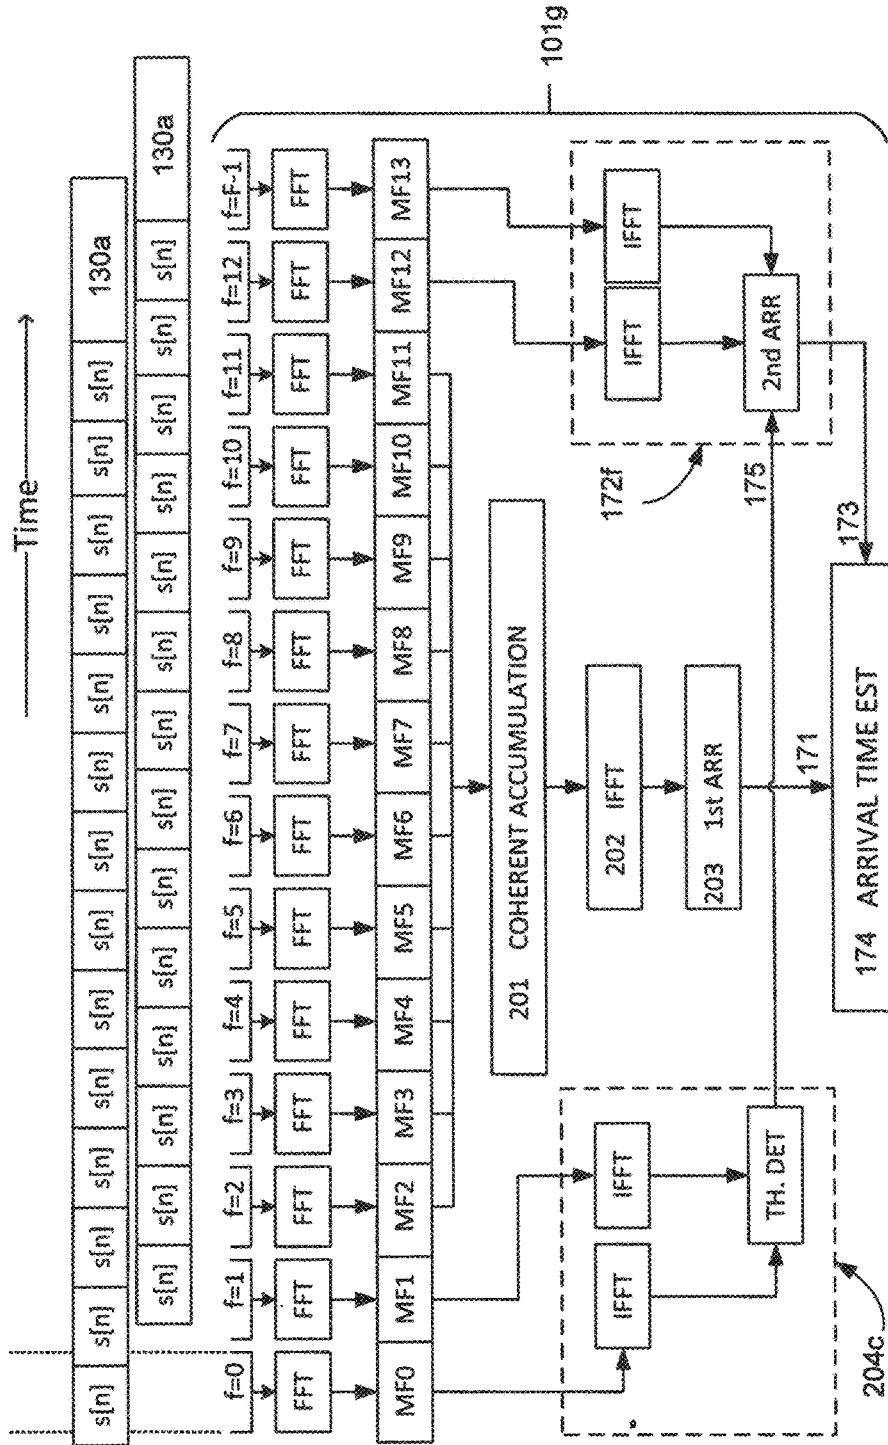 Time
s[n] s[n] s[n] s[n] s[n] s[n] s[n] s[n] s[n] s[n] s[n] s[n] s[n] s[n] 130a
s[n] s[n] s[n] s[n] s[n] s[n] s[n] s[n] s[n] s[n] s[n] s[n] s[n] s[n] 130a
f=0 f=1 f=2 f=3 f=4 f=5 f=6 f=7 f=8 f=9 f=10 f=11 f=12 f=F-1
FFT FFT FFT FFT FFT FFT FFT FFT FFT FFT FFT FFT FFT FFT
MF0 MF1 MF2 MF3 MF4 MF5 MF6 MF7 MF8 MF9 MF10 MF11 MF12 MF13
101g
201 COHERENT ACCUMULATION
IFFT IFFT
202 IFFT
IFFT IFFT
172f
203 1st ARR
TH. DET
175
2nd ARR
171
173
204c
174 ARRIVAL TIME EST